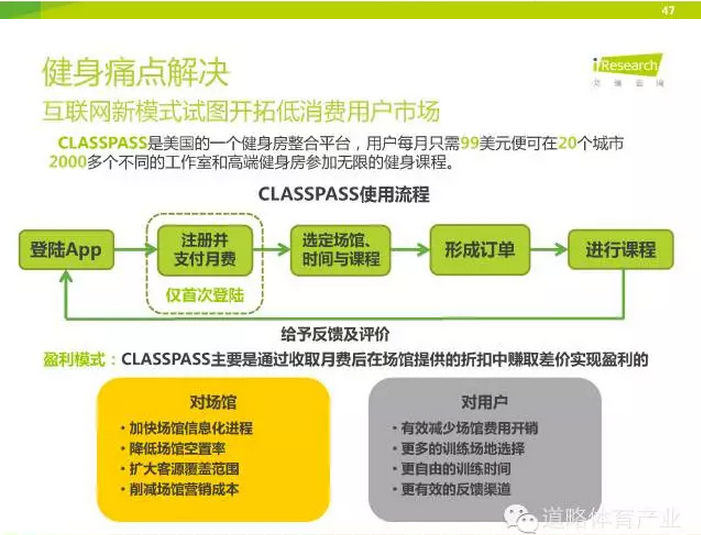 47
健身痛点解决
iResearch
艾瑞咨询
互联网新模式试图开拓低消费用户市场
CLASSPASS是美国的一个健身房整合平台，用户每月只需99美元便可在20个城市
2000多个不同的工作室和高端健身房参加无限的健身课程。
CLASSPASS使用流程
登陆App
注册并
支付月费
选定场馆、
时间与课程
形成订单
进行课程
仅首次登陆
给予反馈及评价
盈利模式：CLASSPASS主要是通过收取月费后在场馆提供的折扣中赚取差价实现盈利的
对场馆
• 加快场馆信息化进程
• 降低场馆空置率
• 扩大客源覆盖范围
• 削减场馆营销成本
对用户
• 有效减少场馆费用开销
• 更多的训练场地选择
• 更自由的训练时间
• 更有效的反馈渠道
道略体育产业